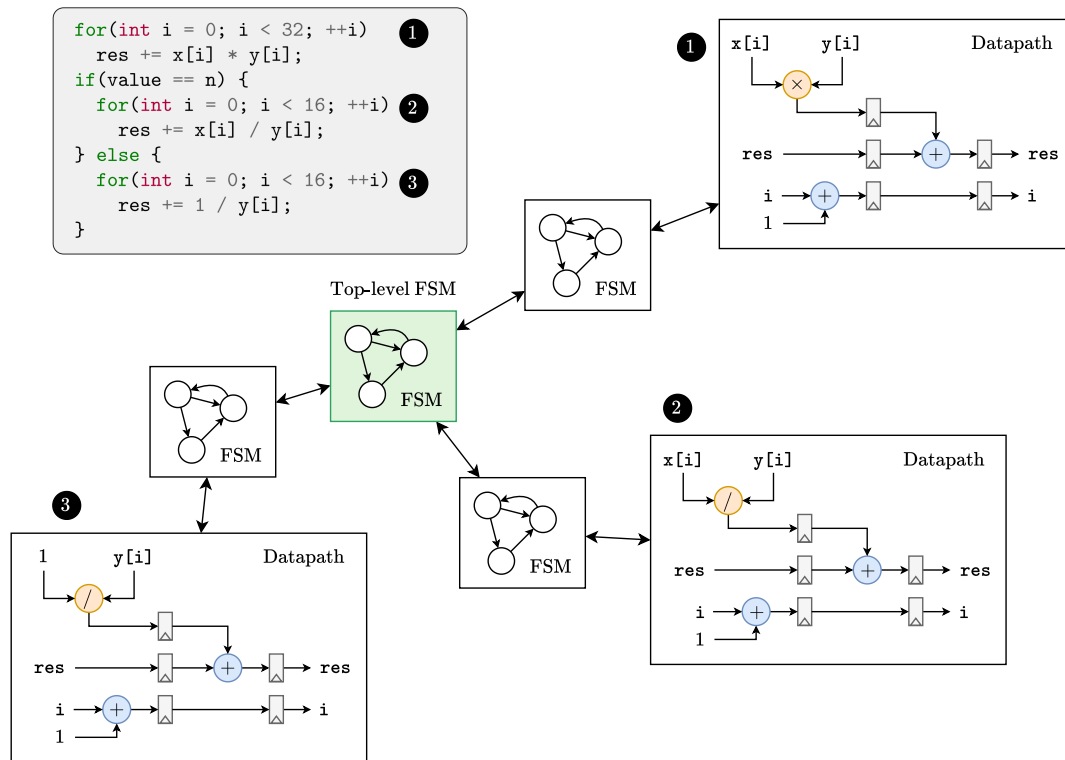 for(int i = 0; i < 32; ++i) 1
  res += x[i] * y[i];
if(value == n) {
  for(int i = 0; i < 16; ++i) 2
    res += x[i] / y[i];
} else {
  for(int i = 0; i < 16; ++i) 3
    res += 1 / y[i];
}
1
x[i] y[i] Datapath
×
res + res
i + i
1
FSM
Top-level FSM
FSM
FSM
2
x[i] y[i] Datapath
/
res + res
i + i
1
FSM
3
1 y[i] Datapath
/
res + res
i + i
1